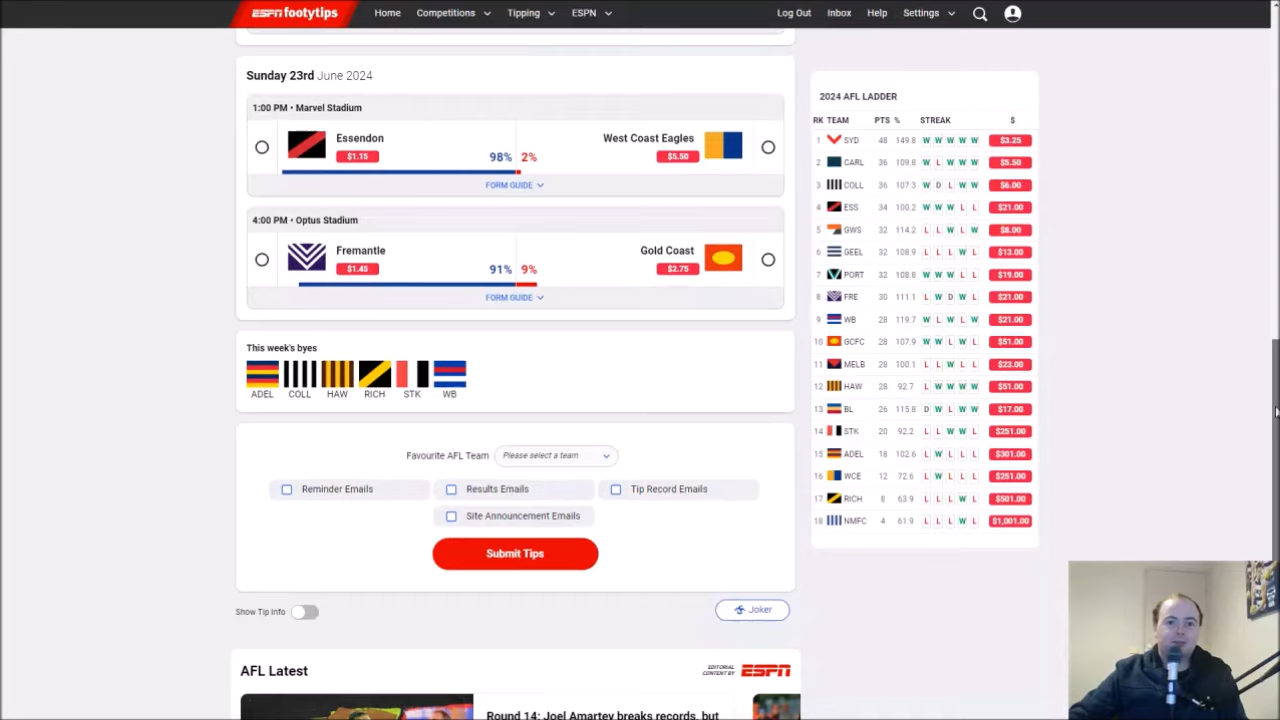 ESPN footytips Home Competitions Tipping ESPN Log Out Inbox Help Settings
Sunday 23rd June 2024
1:00 PM • Marvel Stadium
Essendon West Coast Eagles
$1.15 98% 2% $5.50
FORM GUIDE
4:00 PM • Optus Stadium
Fremantle Gold Coast
$1.45 91% 9% $2.75
FORM GUIDE
This week's byes
ADEL COLL HAW RICH STK WB
Favourite AFL Team Please select a team
Reminder Emails Results Emails Tip Record Emails
Site Announcement Emails
Submit Tips
Show Tip Info Joker
AFL Latest EDITORIAL CONTENT BY ESPN
Round 14: Joel Amartey breaks records, but
2024 AFL LADDER
RK TEAM PTS % STREAK $
1 SYD 48 149.8 W W W W W $3.25
2 CARL 36 109.8 W L W W W $5.50
3 COLL 36 107.3 W D L W W $6.00
4 ESS 34 100.2 W W W L L $21.00
5 GWS 32 114.2 L L W L W $8.00
6 GEEL 32 108.9 L L L W L $13.00
7 PORT 32 108.8 W W W L L $19.00
8 FRE 30 111.1 L W D W L $21.00
9 WB 28 119.7 W L W L W $21.00
10 GCFC 28 107.9 W W L W L $51.00
11 MELB 28 100.1 L L W L L $23.00
12 HAW 28 92.7 L W W W W $51.00
13 BL 26 115.8 D W L W W $17.00
14 STK 20 92.2 L L W W L $251.00
15 ADEL 18 102.6 L W L L L $301.00
16 WCE 12 72.6 L W L L L $251.00
17 RICH 8 63.9 L L L W L $501.00
18 NMFC 4 61.9 L L L W L $1,001.00